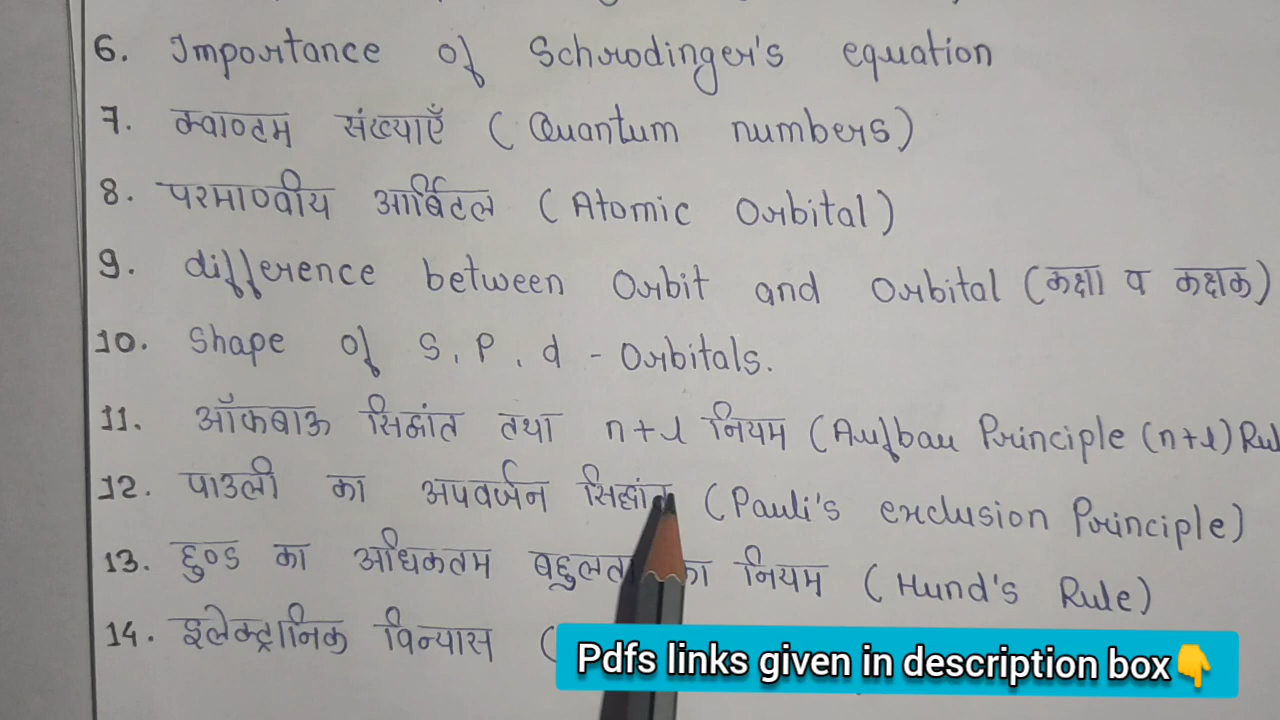 6. Importance of Schrodinger's equation
7. क्वाण्टम संख्याएँ (Quantum numbers)
8. परमाण्वीय आर्बिटल (Atomic Orbital)
9. difference between Orbit and Orbital (कक्षा व कक्षक)
10. Shape of S, P, d - Orbitals.
11. ऑफबाऊ सिद्धांत तथा n+l नियम (Aufbau Principle (n+l) Rul
12. पाउली का अपवर्जन सिद्धांत (Pauli's exclusion Principle)
13. हुण्ड का अधिकतम बहुलता का नियम (Hund's Rule)
14. इलेक्ट्रानिक विन्यास (
Pdfs links given in description box👇